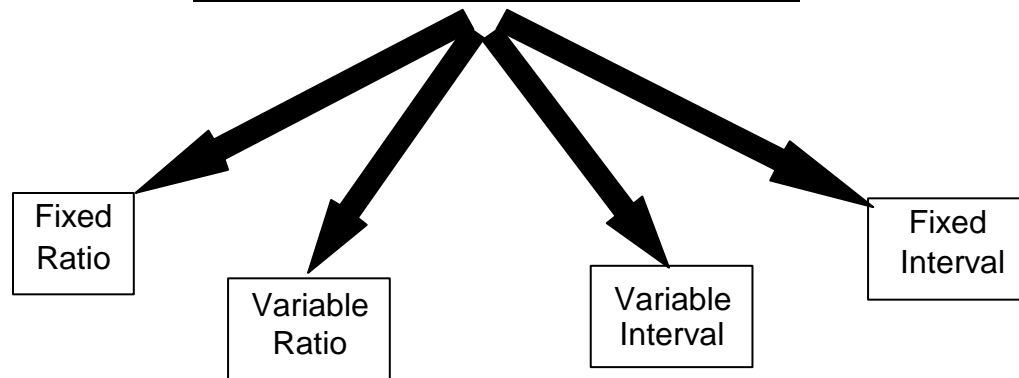 Fixed
Ratio
Variable
Ratio
Variable
Interval
Fixed
Interval